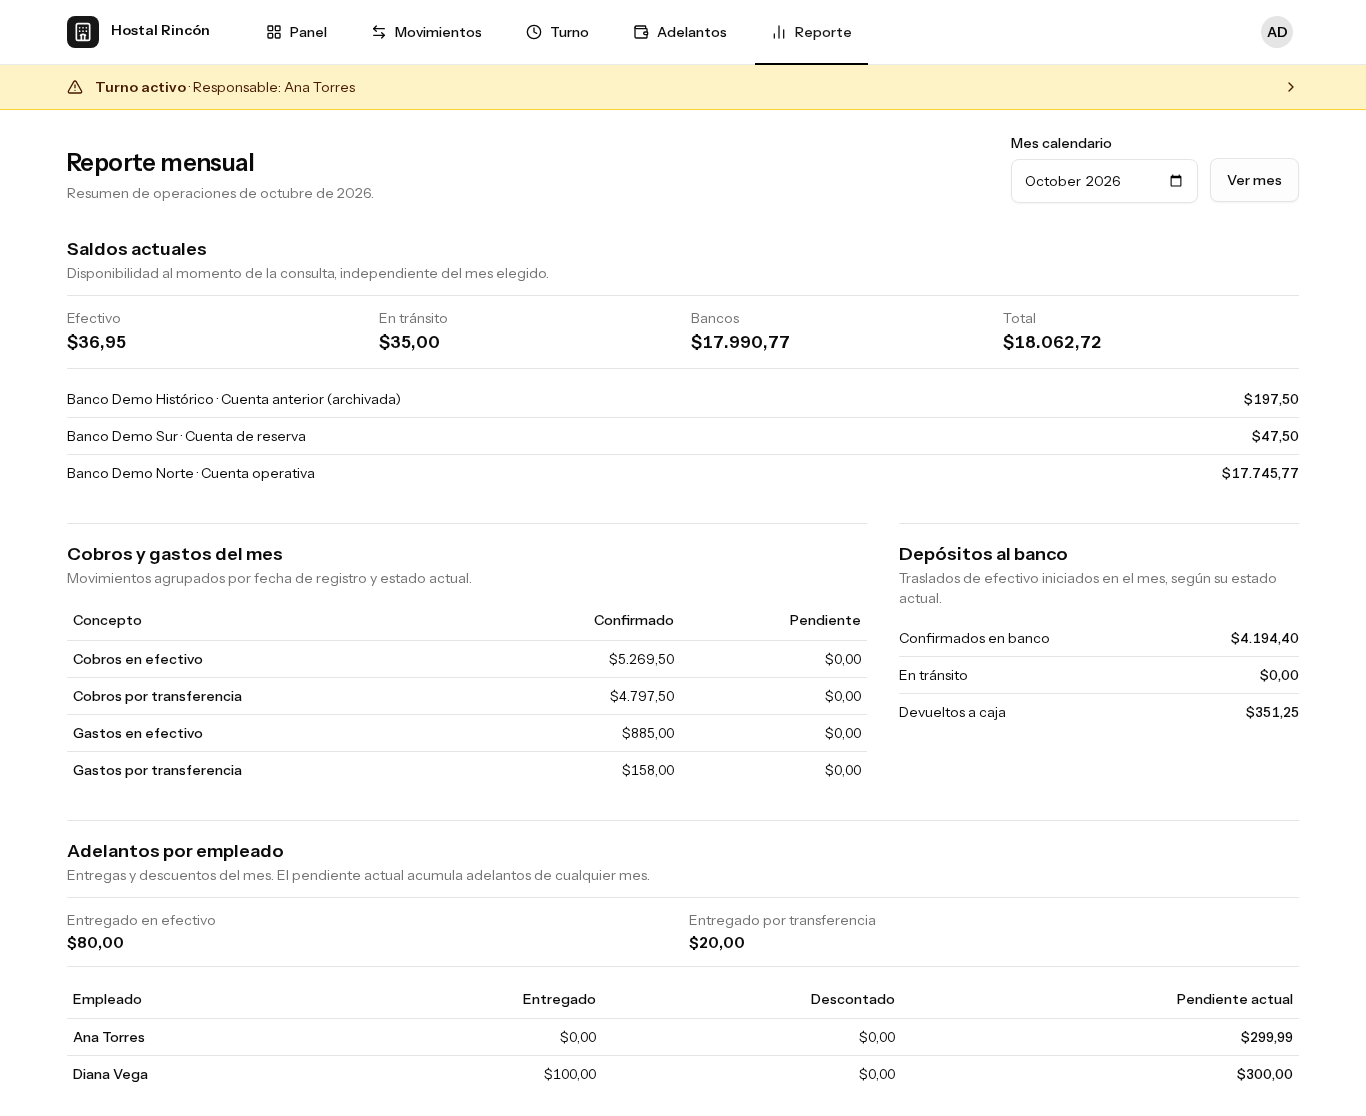 Hostal Rincón
Panel
Movimientos
Turno
Adelantos
Reporte
AD
Turno activo · Responsable: Ana Torres
Reporte mensual
Resumen de operaciones de octubre de 2026.
Mes calendario
October 2026
Ver mes
Saldos actuales
Disponibilidad al momento de la consulta, independiente del mes elegido.
Efectivo
$36,95
En tránsito
$35,00
Bancos
$17.990,77
Total
$18.062,72
Banco Demo Histórico · Cuenta anterior (archivada) $197,50
Banco Demo Sur · Cuenta de reserva $47,50
Banco Demo Norte · Cuenta operativa $17.745,77
Cobros y gastos del mes
Movimientos agrupados por fecha de registro y estado actual.
Concepto Confirmado Pendiente
Cobros en efectivo $5.269,50 $0,00
Cobros por transferencia $4.797,50 $0,00
Gastos en efectivo $885,00 $0,00
Gastos por transferencia $158,00 $0,00
Depósitos al banco
Traslados de efectivo iniciados en el mes, según su estado
actual.
Confirmados en banco $4.194,40
En tránsito $0,00
Devueltos a caja $351,25
Adelantos por empleado
Entregas y descuentos del mes. El pendiente actual acumula adelantos de cualquier mes.
Entregado en efectivo
$80,00
Entregado por transferencia
$20,00
Empleado Entregado Descontado Pendiente actual
Ana Torres $0,00 $0,00 $299,99
Diana Vega $100,00 $0,00 $300,00